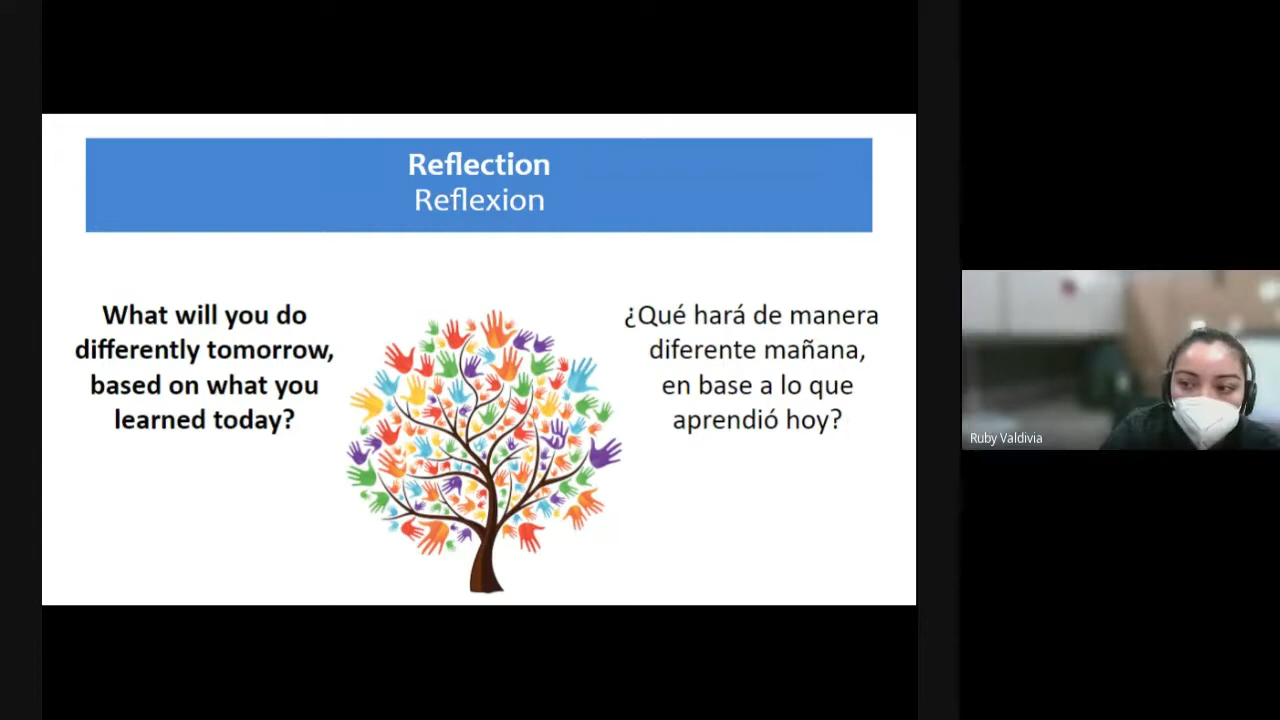 Reflection
Reflexion
What will you do
differently tomorrow,
based on what you
learned today?
¿Qué hará de manera
diferente mañana,
en base a lo que
aprendió hoy?
Ruby Valdivia